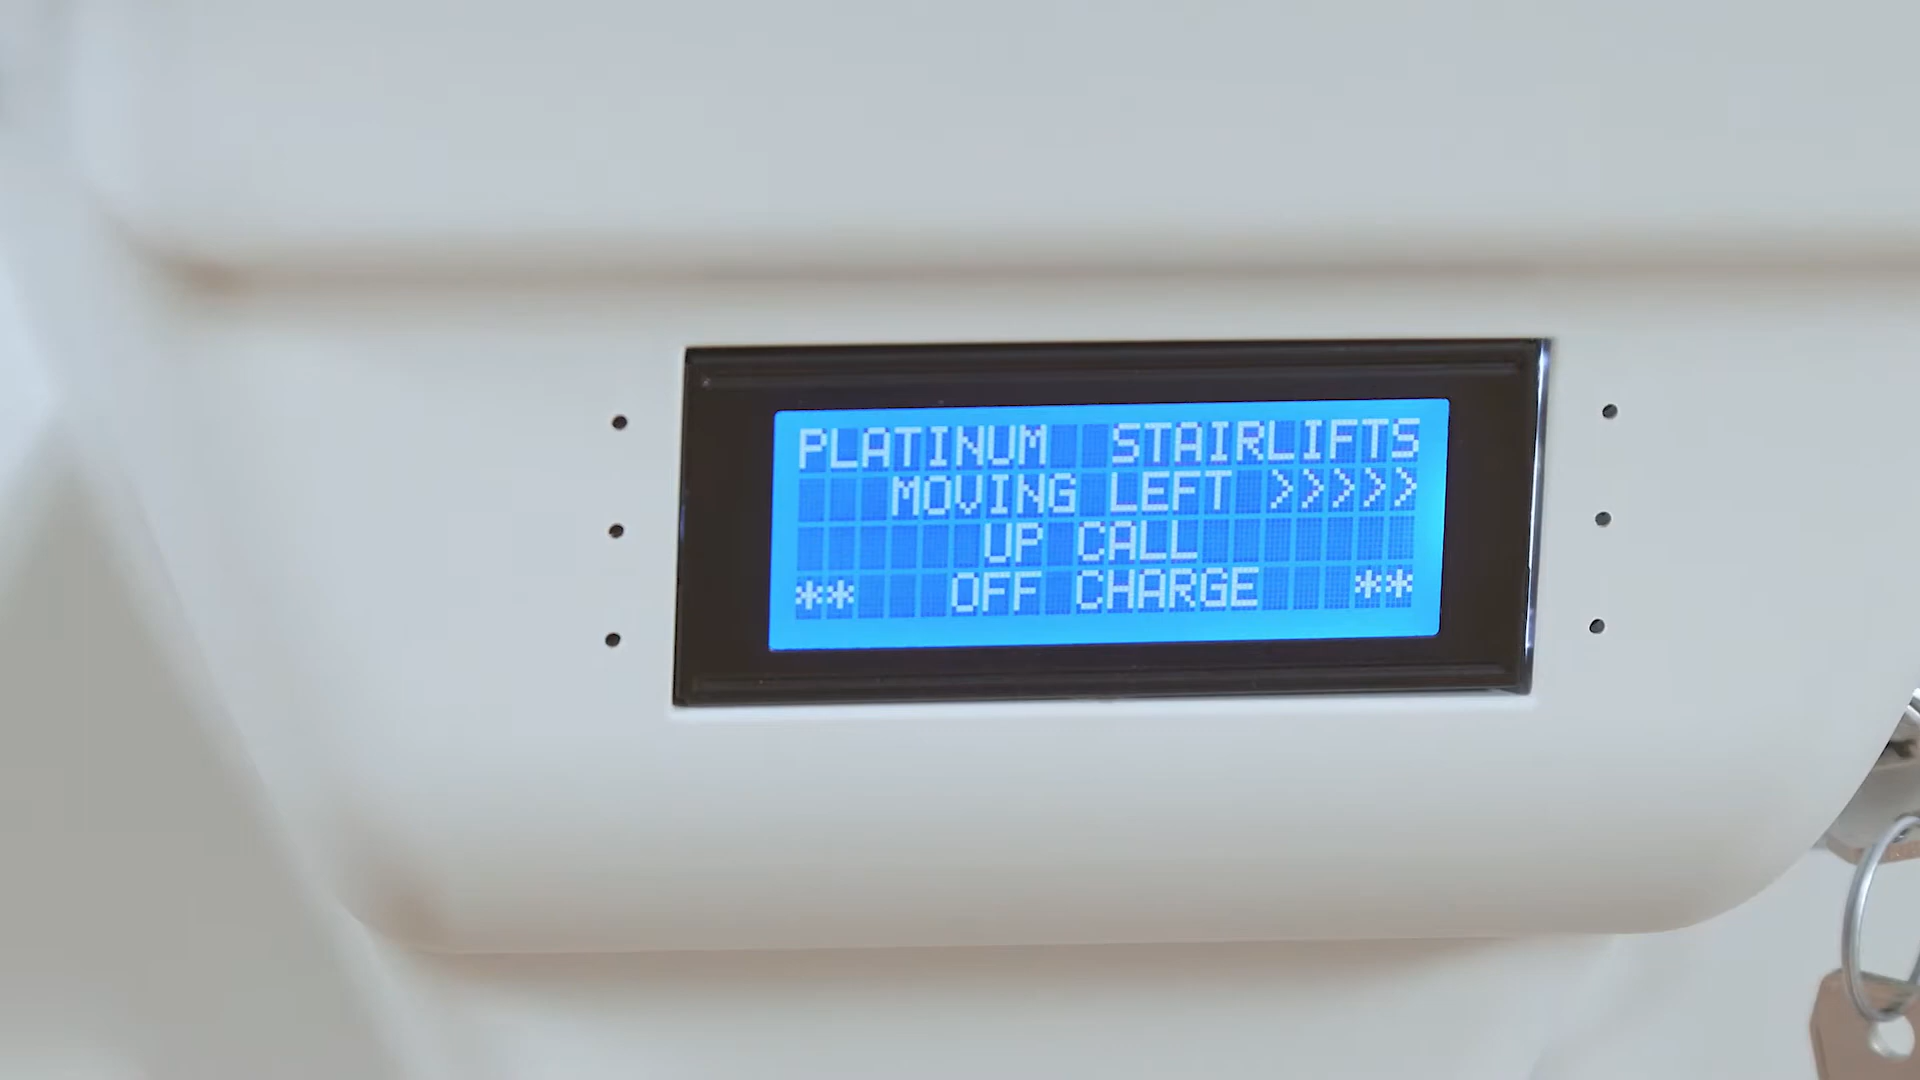 PLATINUM STAIRLIFTS
MOVING LEFT >>>>>
UP CALL
** OFF CHARGE **